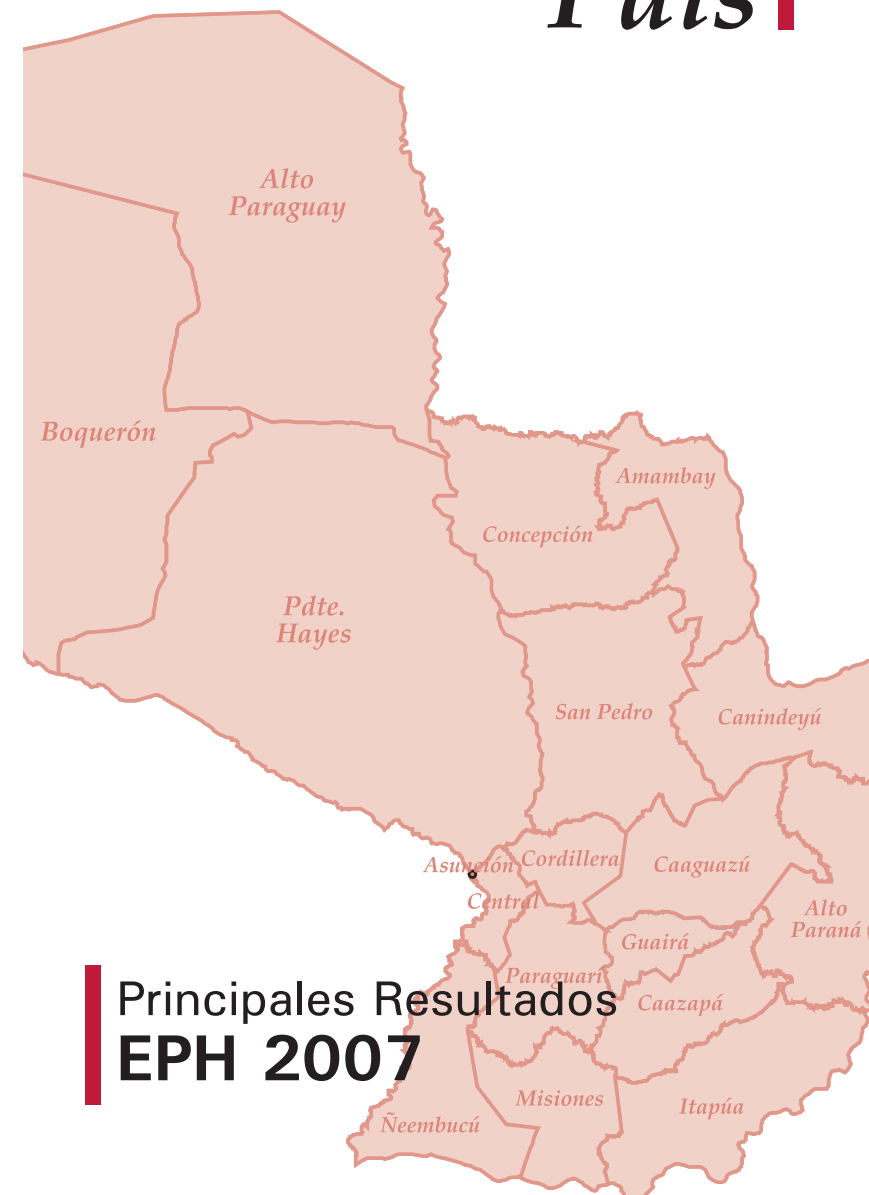 País
Alto
Paraguay
Boquerón
Amambay
Concepción
Pdte.
Hayes
San Pedro
Canindeyú
Asunción
Cordillera
Caaguazú
Central
Alto
Paraná
Guairá
Paraguarí
Caazapá
Principales Resultados
EPH 2007
Misiones
Itapúa
Ñeembucú